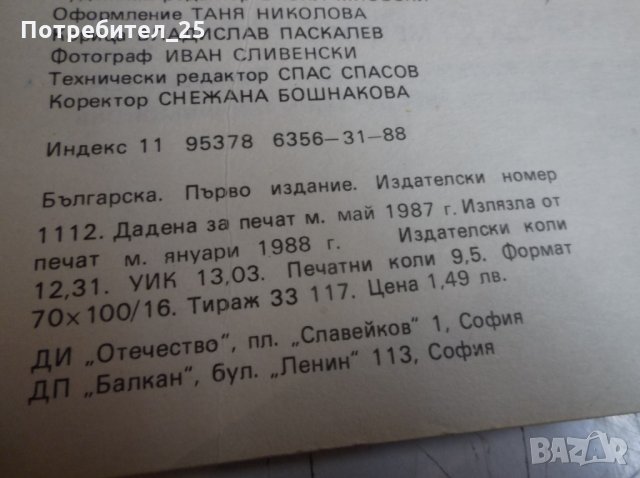 Потребител_25
Оформление ТАНЯ НИКОЛОВА
ВЛАДИСЛАВ ПАСКАЛЕВ
Фотограф ИВАН СЛИВЕНСКИ
Технически редактор СПАС СПАСОВ
Коректор СНЕЖАНА БОШНАКОВА
Индекс 11 95378 6356—31—88
Българска. Първо издание. Издателски номер
1112. Дадена за печат м. май 1987 г. Излязла от
печат м. януари 1988 г. Издателски коли
12,31. УИК 13,03. Печатни коли 9,5. Формат
70×100/16. Тираж 33 117. Цена 1,49 лв.
ДИ „Отечество", пл. „Славейков" 1, София
ДП „Балкан", бул. „Ленин" 113, София
BAZAR